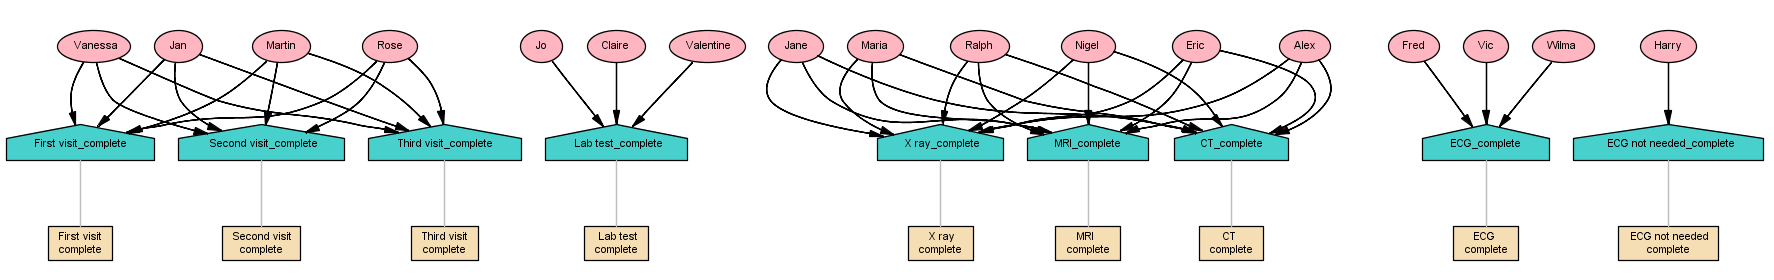 Vanessa Jan Martin Rose Jo Claire Valentine Jane Maria Ralph Nigel Eric Alex Fred Vic Wilma Harry
First visit_complete Second visit_complete Third visit_complete Lab test_complete X ray_complete MRI_complete CT_complete ECG_complete ECG not needed_complete
First visit
complete
Second visit
complete
Third visit
complete
Lab test
complete
X ray
complete
MRI
complete
CT
complete
ECG
complete
ECG not needed
complete